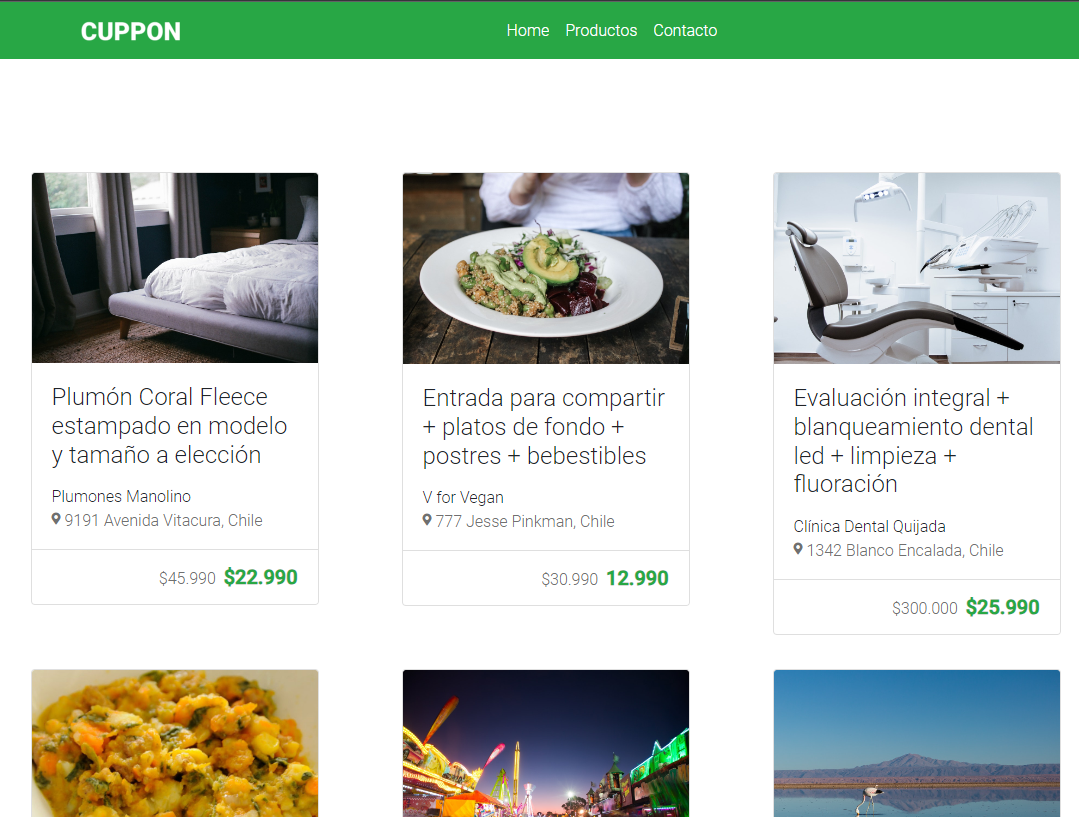 CUPPON
Home Productos Contacto
Plumón Coral Fleece
estampado en modelo
y tamaño a elección
Plumones Manolino
9191 Avenida Vitacura, Chile
$45.990 $22.990
Entrada para compartir
+ platos de fondo +
postres + bebestibles
V for Vegan
777 Jesse Pinkman, Chile
$30.990 12.990
Evaluación integral +
blanqueamiento dental
led + limpieza +
fluoración
Clínica Dental Quijada
1342 Blanco Encalada, Chile
$300.000 $25.990